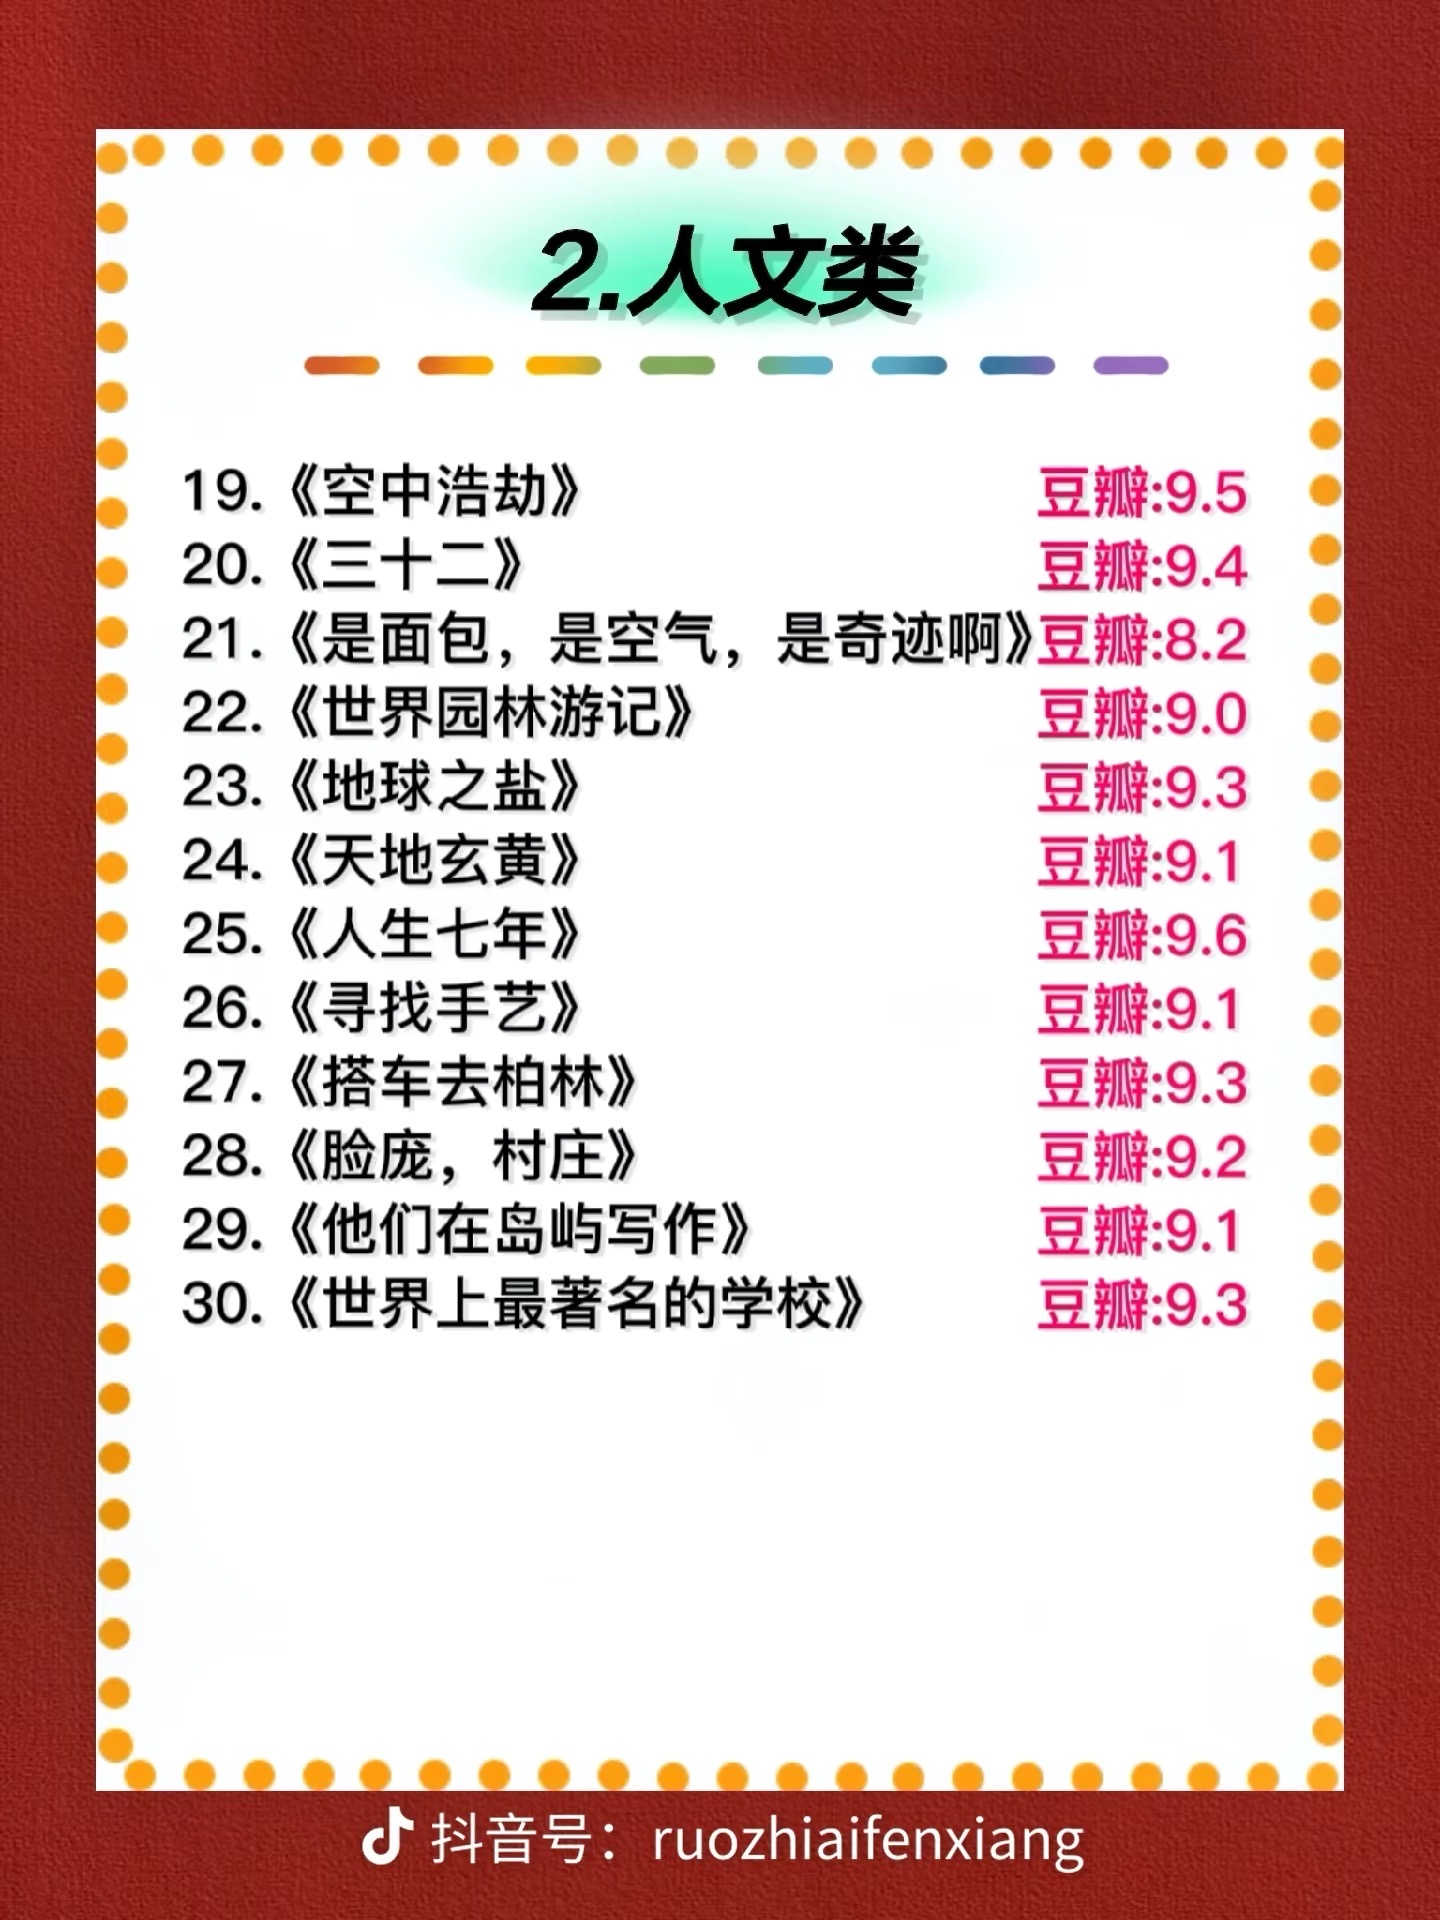 2.人文类
19.《空中浩劫》 豆瓣:9.5
20.《三十二》 豆瓣:9.4
21.《是面包，是空气，是奇迹啊》豆瓣:8.2
22.《世界园林游记》 豆瓣:9.0
23.《地球之盐》 豆瓣:9.3
24.《天地玄黄》 豆瓣:9.1
25.《人生七年》 豆瓣:9.6
26.《寻找手艺》 豆瓣:9.1
27.《搭车去柏林》 豆瓣:9.3
28.《脸庞，村庄》 豆瓣:9.2
29.《他们在岛屿写作》 豆瓣:9.1
30.《世界上最著名的学校》 豆瓣:9.3
抖音号：ruozhiaifenxiang